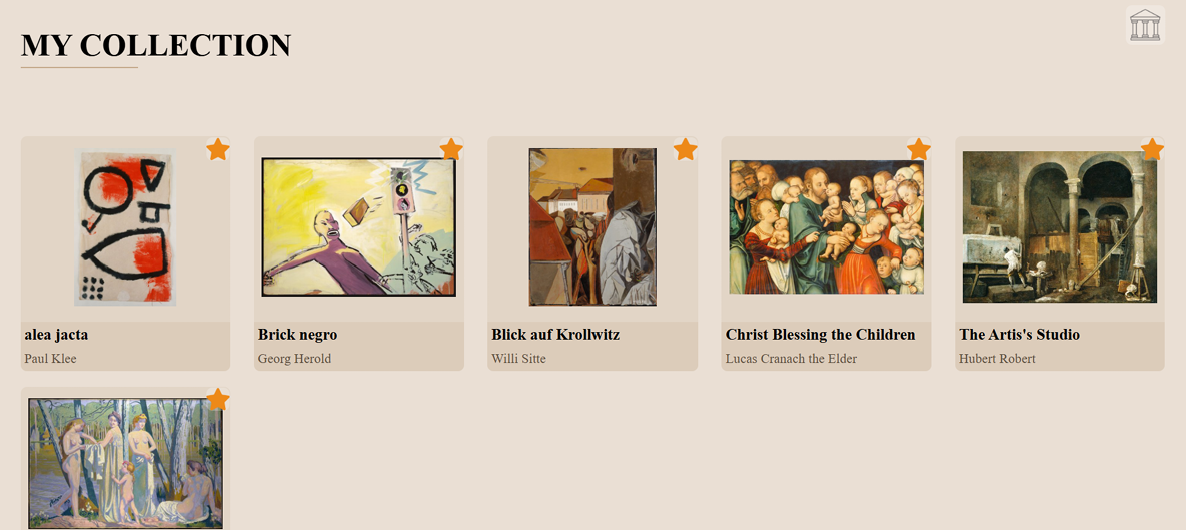 MY COLLECTION
alea jacta
Paul Klee
Brick negro
Georg Herold
Blick auf Krollwitz
Willi Sitte
Christ Blessing the Children
Lucas Cranach the Elder
The Artis's Studio
Hubert Robert